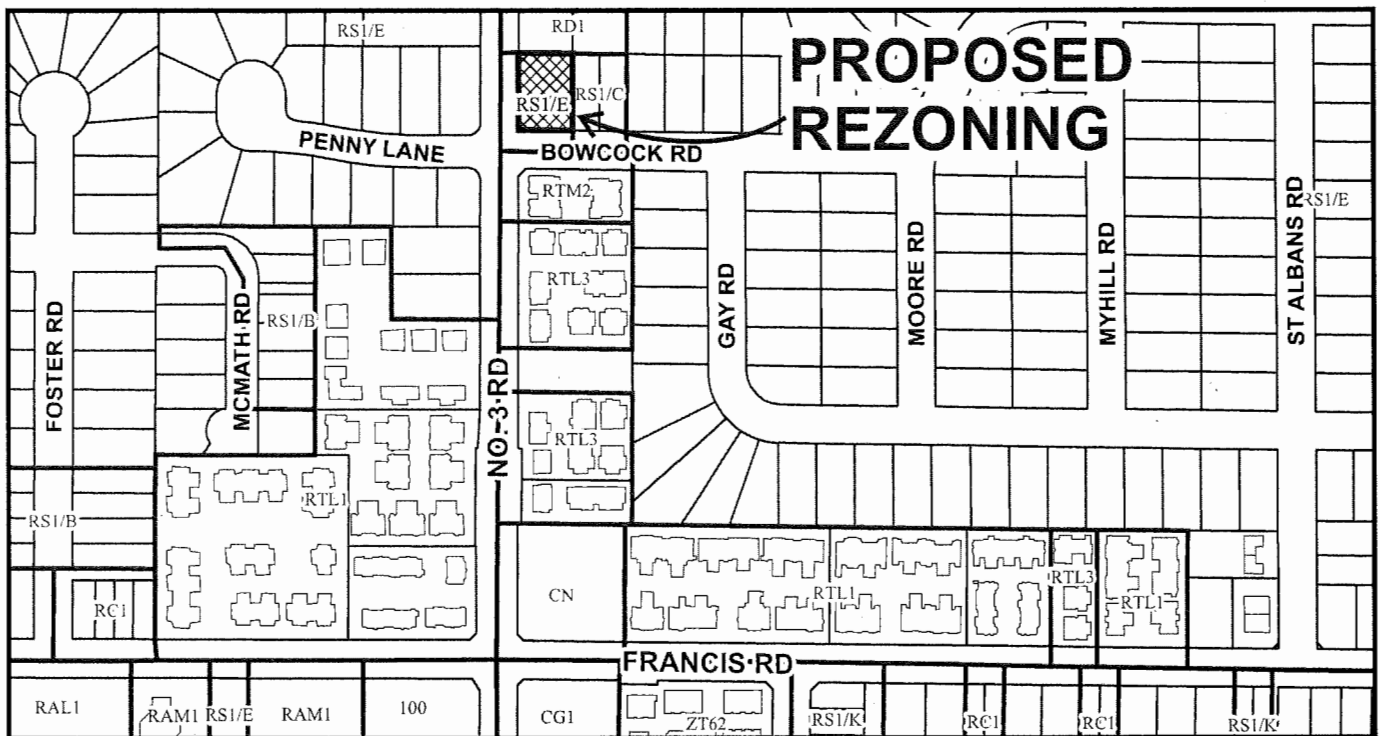 RS1/E
RD1
PROPOSED
REZONING
RS1/E
RS1/C
PENNY LANE
BOWCOCK RD
RTM2
ST ALBANS RD
RS1/E
FOSTER RD
MCMATH RD
RS1/B
RTL3
GAY RD
MOORE RD
MYHILL RD
NO. 3 RD
RTL3
RTL1
RS1/B
RC1
CN
RTL1
RTL3
RTL1
FRANCIS RD
RAL1
RAM1
RS1/E
RAM1
100
CG1
ZT62
RS1/K
RC1
RC1
RS1/K